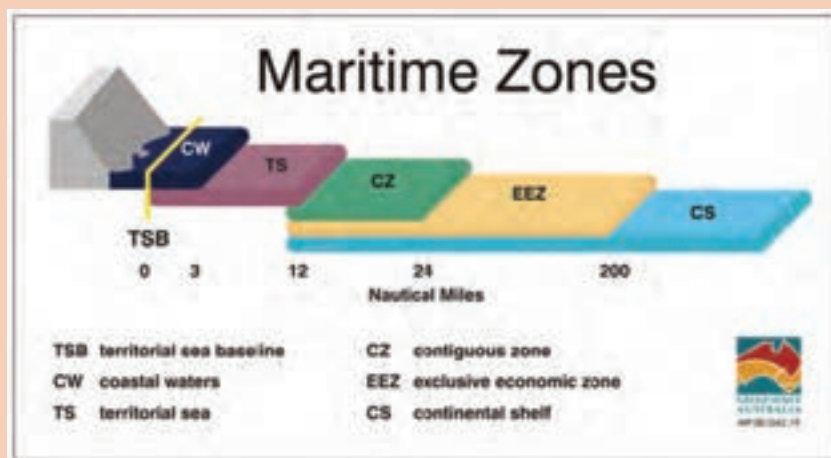 Maritime Zones
CW
TS
CZ
EEZ
CS
TSB
0 3 12 24 200
Nautical Miles
TSB territorial sea baseline
CW coastal waters
TS territorial sea
CZ contiguous zone
EEZ exclusive economic zone
CS continental shelf
AUSTRALIA